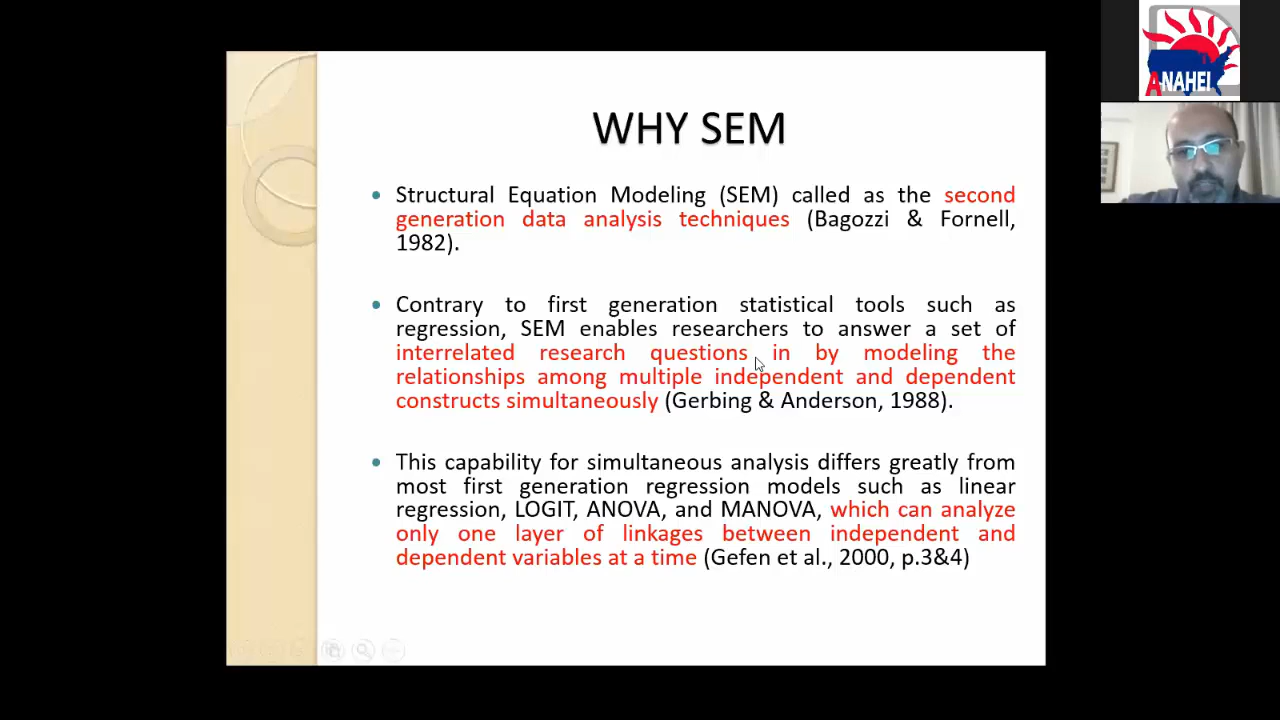 WHY SEM
• Structural Equation Modeling (SEM) called as the second
generation data analysis techniques (Bagozzi & Fornell,
1982).
• Contrary to first generation statistical tools such as
regression, SEM enables researchers to answer a set of
interrelated research questions in by modeling the
relationships among multiple independent and dependent
constructs simultaneously (Gerbing & Anderson, 1988).
• This capability for simultaneous analysis differs greatly from
most first generation regression models such as linear
regression, LOGIT, ANOVA, and MANOVA, which can analyze
only one layer of linkages between independent and
dependent variables at a time (Gefen et al., 2000, p.3&4)
ANAHEI